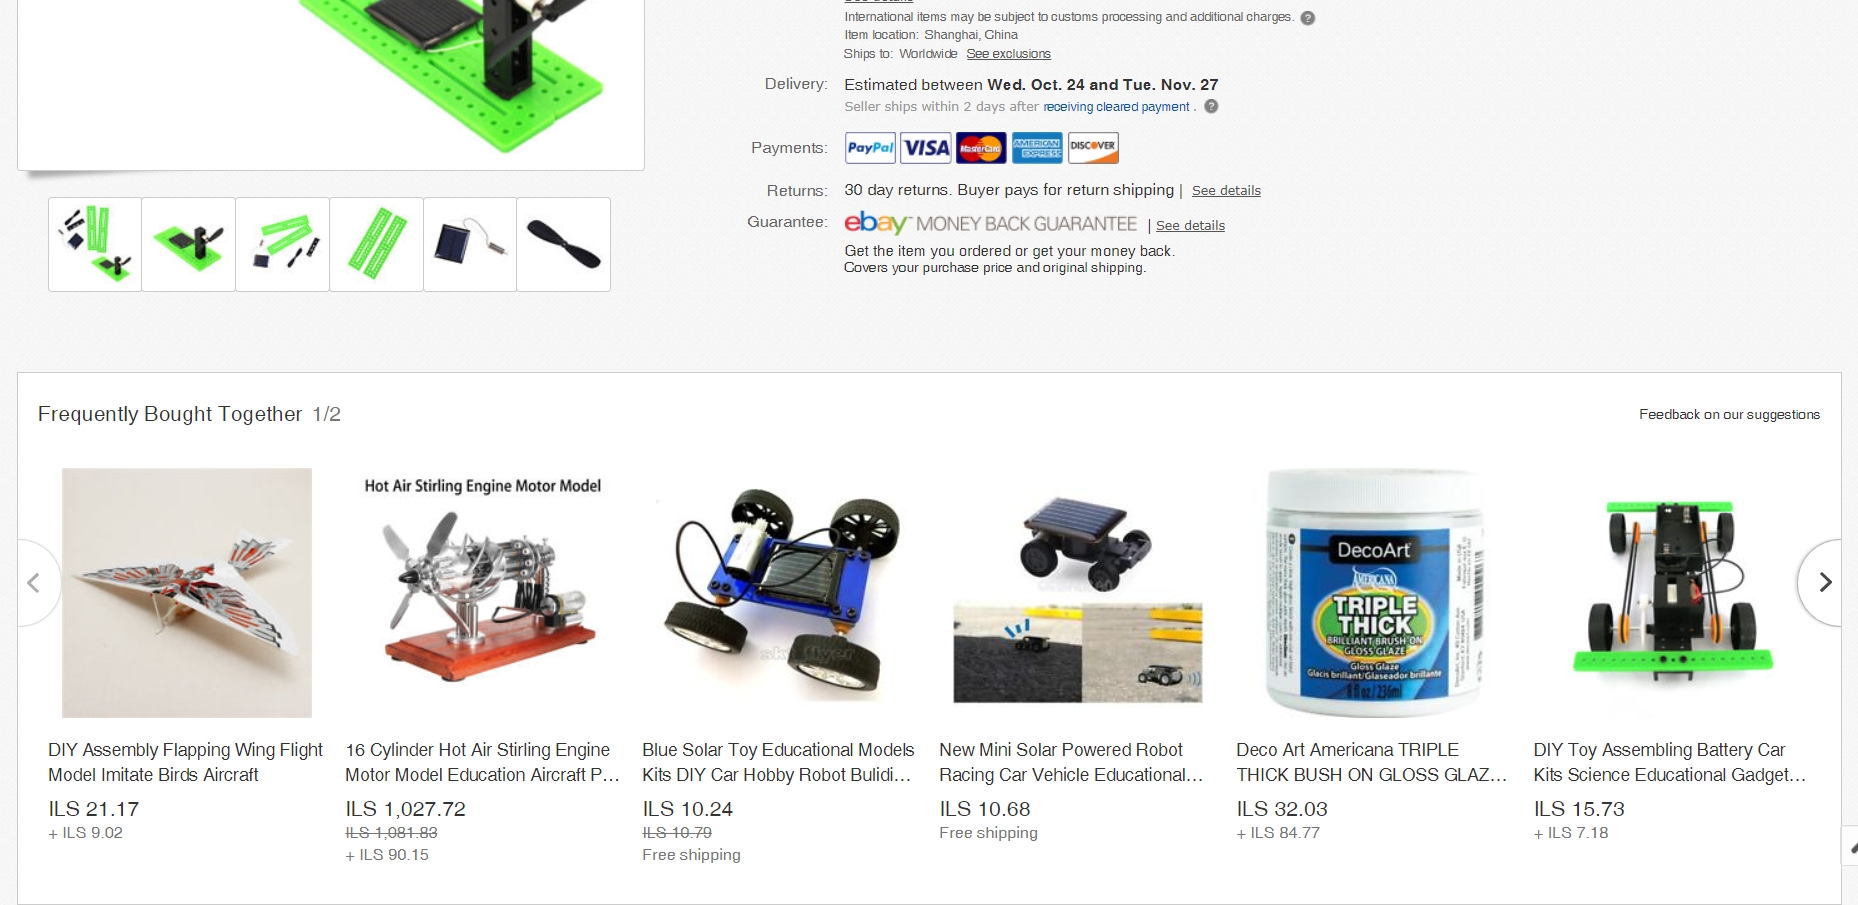 International items may be subject to customs processing and additional charges.
Item location: Shanghai, China
Ships to: Worldwide See exclusions
Delivery: Estimated between Wed. Oct. 24 and Tue. Nov. 27
Seller ships within 2 days after receiving cleared payment .
Payments: PayPal VISA MasterCard AMERICAN EXPRESS DISCOVER
Returns: 30 day returns. Buyer pays for return shipping | See details
Guarantee: ebay MONEY BACK GUARANTEE | See details
Get the item you ordered or get your money back.
Covers your purchase price and original shipping.
Frequently Bought Together 1/2
Feedback on our suggestions
Hot Air Stirling Engine Motor Model
sky flyer
DecoArt
AMERICANA
TRIPLE
THICK
BRILLIANT BRUSH-ON
GLOSS GLAZE
Gloss Glaze
Glacis brillant/Glaseador brillante
8 fl oz/236ml
DIY Assembly Flapping Wing Flight
Model Imitate Birds Aircraft
ILS 21.17
+ ILS 9.02
16 Cylinder Hot Air Stirling Engine
Motor Model Education Aircraft P...
ILS 1,027.72
ILS 1,081.83
+ ILS 90.15
Blue Solar Toy Educational Models
Kits DIY Car Hobby Robot Bulidi...
ILS 10.24
ILS 10.79
Free shipping
New Mini Solar Powered Robot
Racing Car Vehicle Educational...
ILS 10.68
Free shipping
Deco Art Americana TRIPLE
THICK BUSH ON GLOSS GLAZ...
ILS 32.03
+ ILS 84.77
DIY Toy Assembling Battery Car
Kits Science Educational Gadget...
ILS 15.73
+ ILS 7.18